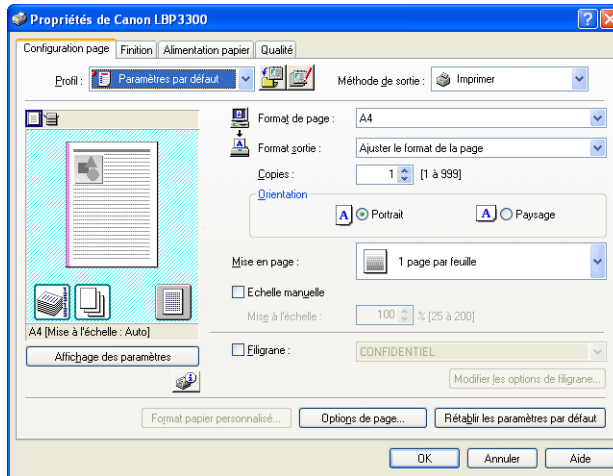 Propriétés de Canon LBP3300
Configuration page Finition Alimentation papier Qualité
Profil : Paramètres par défaut Méthode de sortie : Imprimer
Format de page : A4
Format sortie : Ajuster le format de la page
Copies : 1 [1 à 999]
Orientation
A Portrait A Paysage
Mise en page : 1 page par feuille
Echelle manuelle
Mise à l'échelle : 100 % [25 à 200]
A4 [Mise à l'échelle : Auto]
Affichage des paramètres
Filigrane : CONFIDENTIEL
Modifier les options de filigrane...
Format papier personnalisé... Options de page... Rétablir les paramètres par défaut
OK Annuler Aide